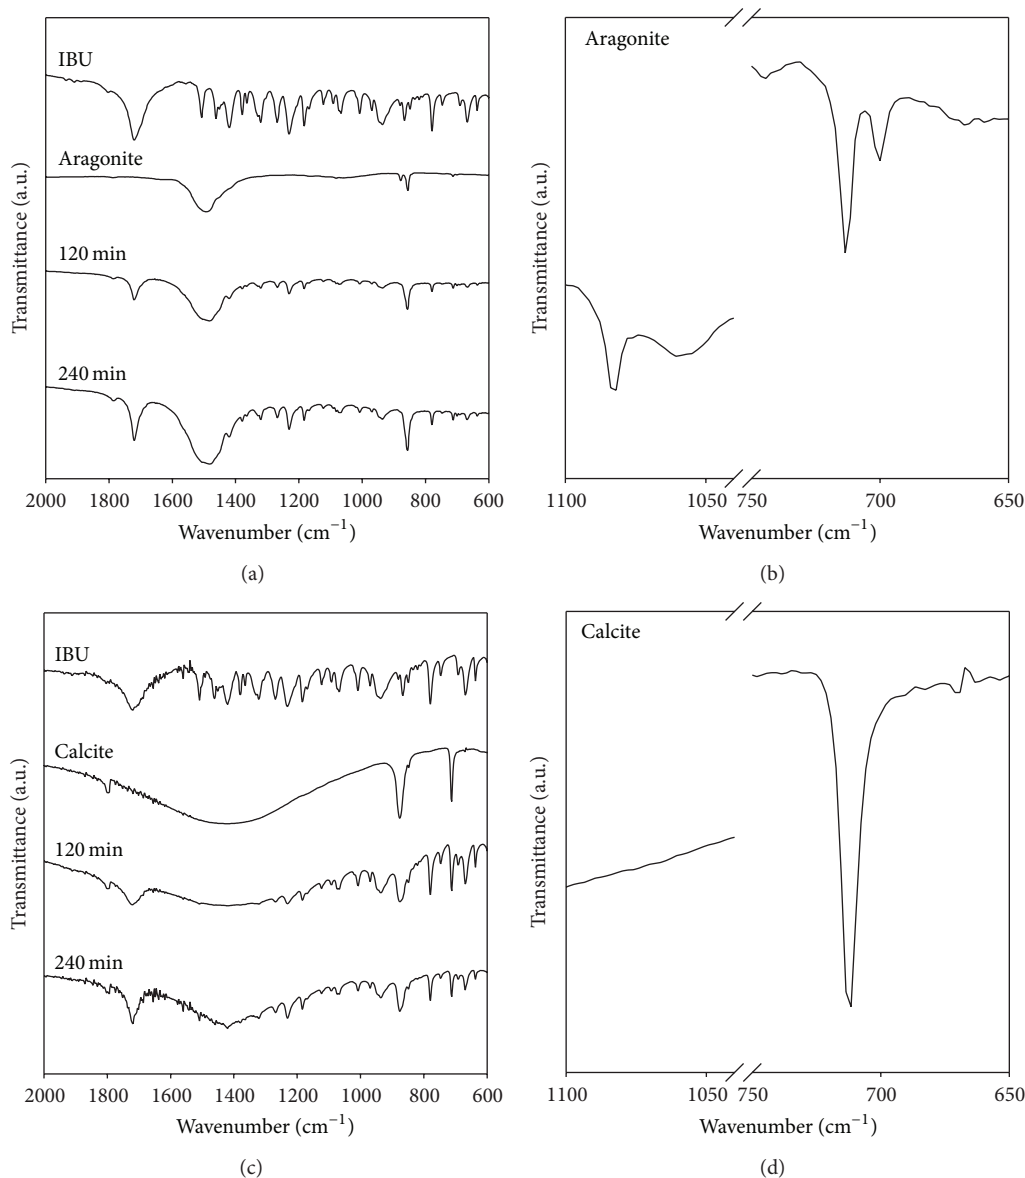 IBU
Aragonite
120 min
240 min
Transmittance (a.u.)
2000 1800 1600 1400 1200 1000 800 600
Wavenumber (cm⁻¹)
(a)
Aragonite
Transmittance (a.u.)
1100 1050 750 700 650
Wavenumber (cm⁻¹)
(b)
IBU
Calcite
120 min
240 min
Transmittance (a.u.)
2000 1800 1600 1400 1200 1000 800 600
Wavenumber (cm⁻¹)
(c)
Calcite
Transmittance (a.u.)
1100 1050 750 700 650
Wavenumber (cm⁻¹)
(d)